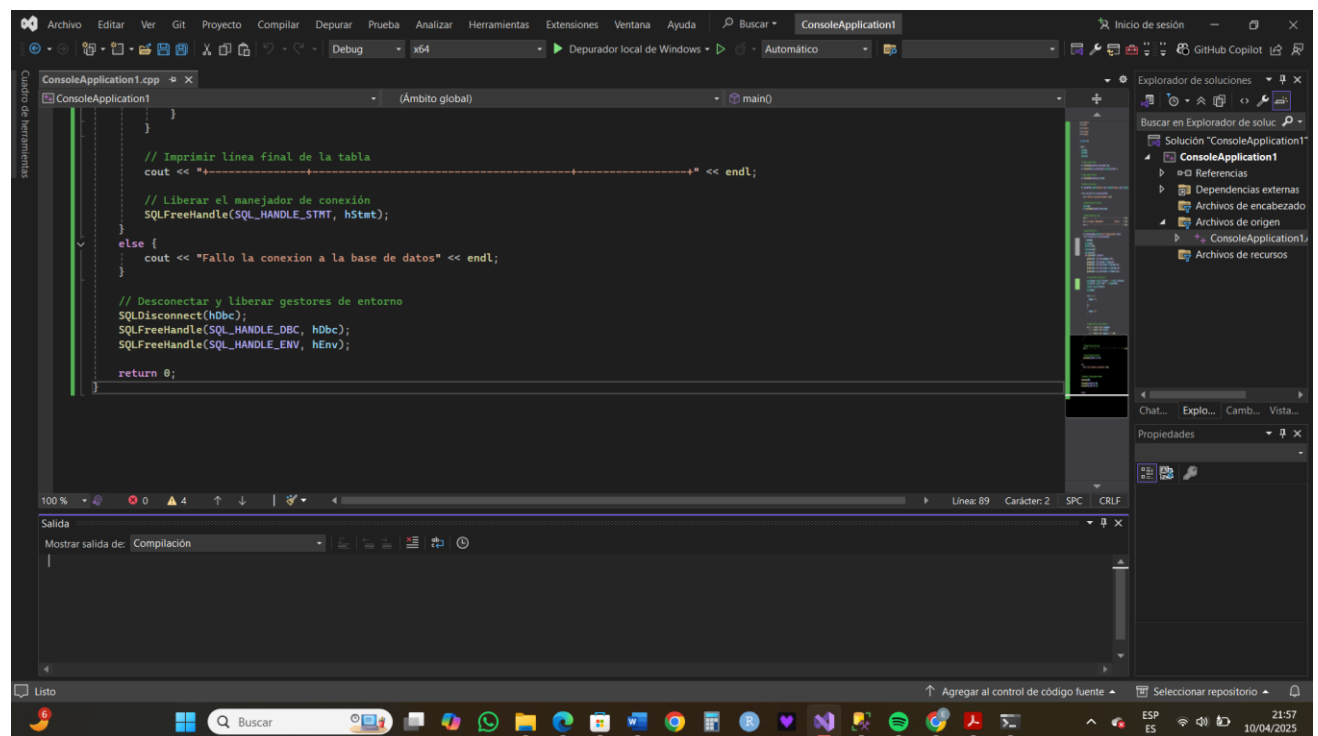 Archivo Editar Ver Git Proyecto Compilar Depurar Prueba Analizar Herramientas Extensiones Ventana Ayuda Buscar ConsoleApplication1 Inicio de sesión
Debug x64 Depurador local de Windows Automático GitHub Copilot
Cuadro de herramientas
ConsoleApplication1.cpp
ConsoleApplication1 (Ámbito global) main()
}
}
// Imprimir línea final de la tabla
cout << "+---------------+---------------------------------------+-----------------+" << endl;
// Liberar el manejador de conexión
SQLFreeHandle(SQL_HANDLE_STMT, hStmt);
}
else {
cout << "Fallo la conexion a la base de datos" << endl;
}
// Desconectar y liberar gestores de entorno
SQLDisconnect(hDbc);
SQLFreeHandle(SQL_HANDLE_DBC, hDbc);
SQLFreeHandle(SQL_HANDLE_ENV, hEnv);
return 0;
}
100 % 0 4 Línea: 89 Carácter: 2 SPC CRLF
Salida
Mostrar salida de: Compilación
Explorador de soluciones
Buscar en Explorador de soluc
Solución "ConsoleApplication1"
ConsoleApplication1
Referencias
Dependencias externas
Archivos de encabezado
Archivos de origen
ConsoleApplication1.
Archivos de recursos
Chat... Explo... Camb... Vista...
Propiedades
Listo Agregar al control de código fuente Seleccionar repositorio
6 Buscar ESP 21:57
ES 10/04/2025